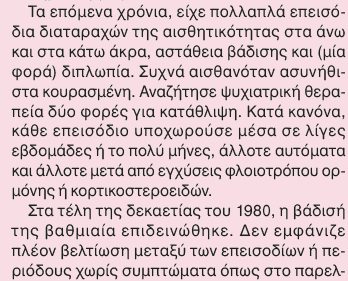 Τα επόμενα χρόνια, είχε πολλαπλά επεισό-
δια διαταραχών της αισθητικότητας στα άνω
και στα κάτω άκρα, αστάθεια βάδισης και (μία
φορά) διπλωπία. Συχνά αισθανόταν ασυνήθι-
στα κουρασμένη. Αναζήτησε ψυχιατρική θερα-
πεία δύο φορές για κατάθλιψη. Κατά κανόνα,
κάθε επεισόδιο υποχωρούσε μέσα σε λίγες
εβδομάδες ή το πολύ μήνες, άλλοτε αυτόματα
και άλλοτε μετά από εγχύσεις φλοιοτρόπου ορ-
μόνης ή κορτικοστεροειδών.
Στα τέλη της δεκαετίας του 1980, η βάδισή
της βαθμιαία επιδεινώθηκε. Δεν εμφάνιζε
πλέον βελτίωση μεταξύ των επεισοδίων ή πε-
ριόδους χωρίς συμπτώματα όπως στο παρελ-